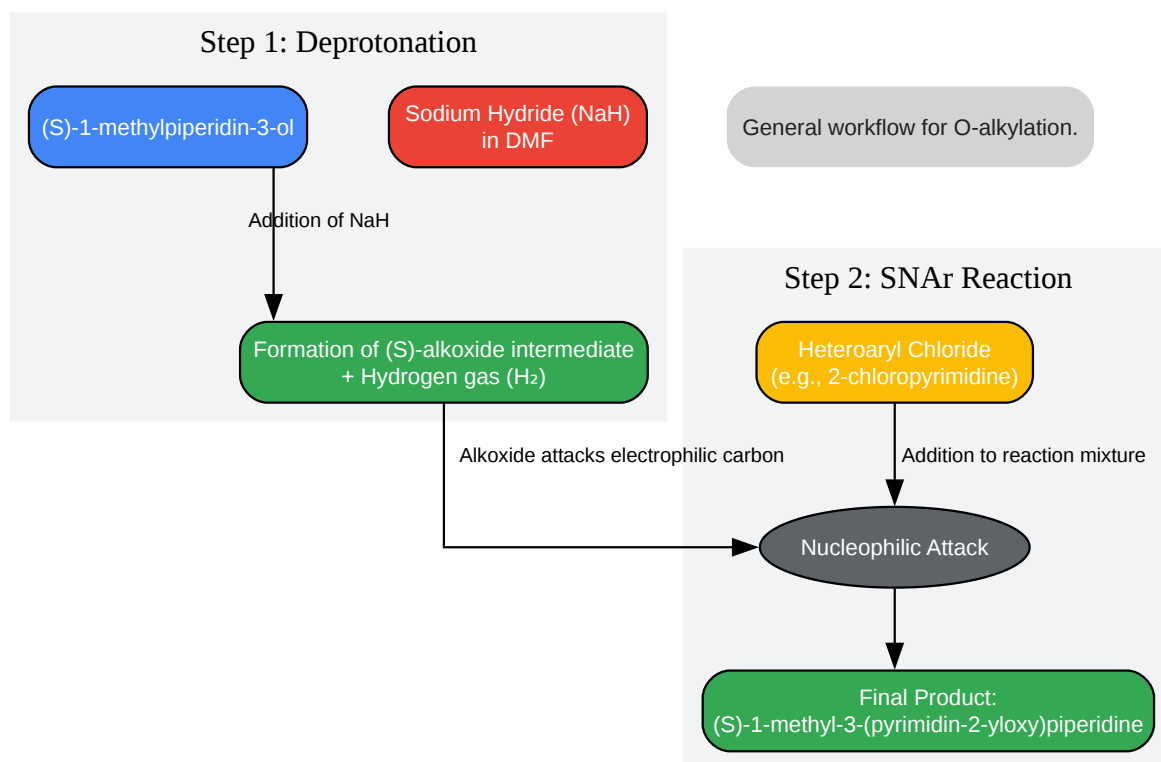 Step 1: Deprotonation
(S)-1-methylpiperidin-3-ol
Sodium Hydride (NaH)
in DMF
General workflow for O-alkylation.
Addition of NaH
Step 2: SNAr Reaction
Formation of (S)-alkoxide intermediate
+ Hydrogen gas (H₂)
Heteroaryl Chloride
(e.g., 2-chloropyrimidine)
Alkoxide attacks electrophilic carbon
Addition to reaction mixture
Nucleophilic Attack
Final Product:
(S)-1-methyl-3-(pyrimidin-2-yloxy)piperidine